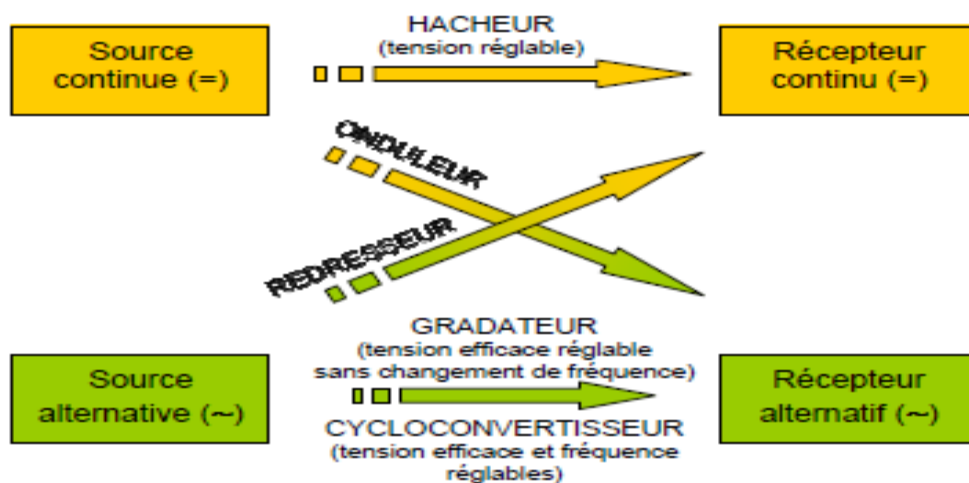 HACHEUR
(tension réglable)
Source
continue (=)
Récepteur
continu (=)
ONDULEUR
REDRESSEUR
GRADATEUR
(tension efficace réglable
sans changement de fréquence)
Source
alternative (~)
Récepteur
alternatif (~)
CYCLOCONVERTISSEUR
(tension efficace et fréquence
réglables)